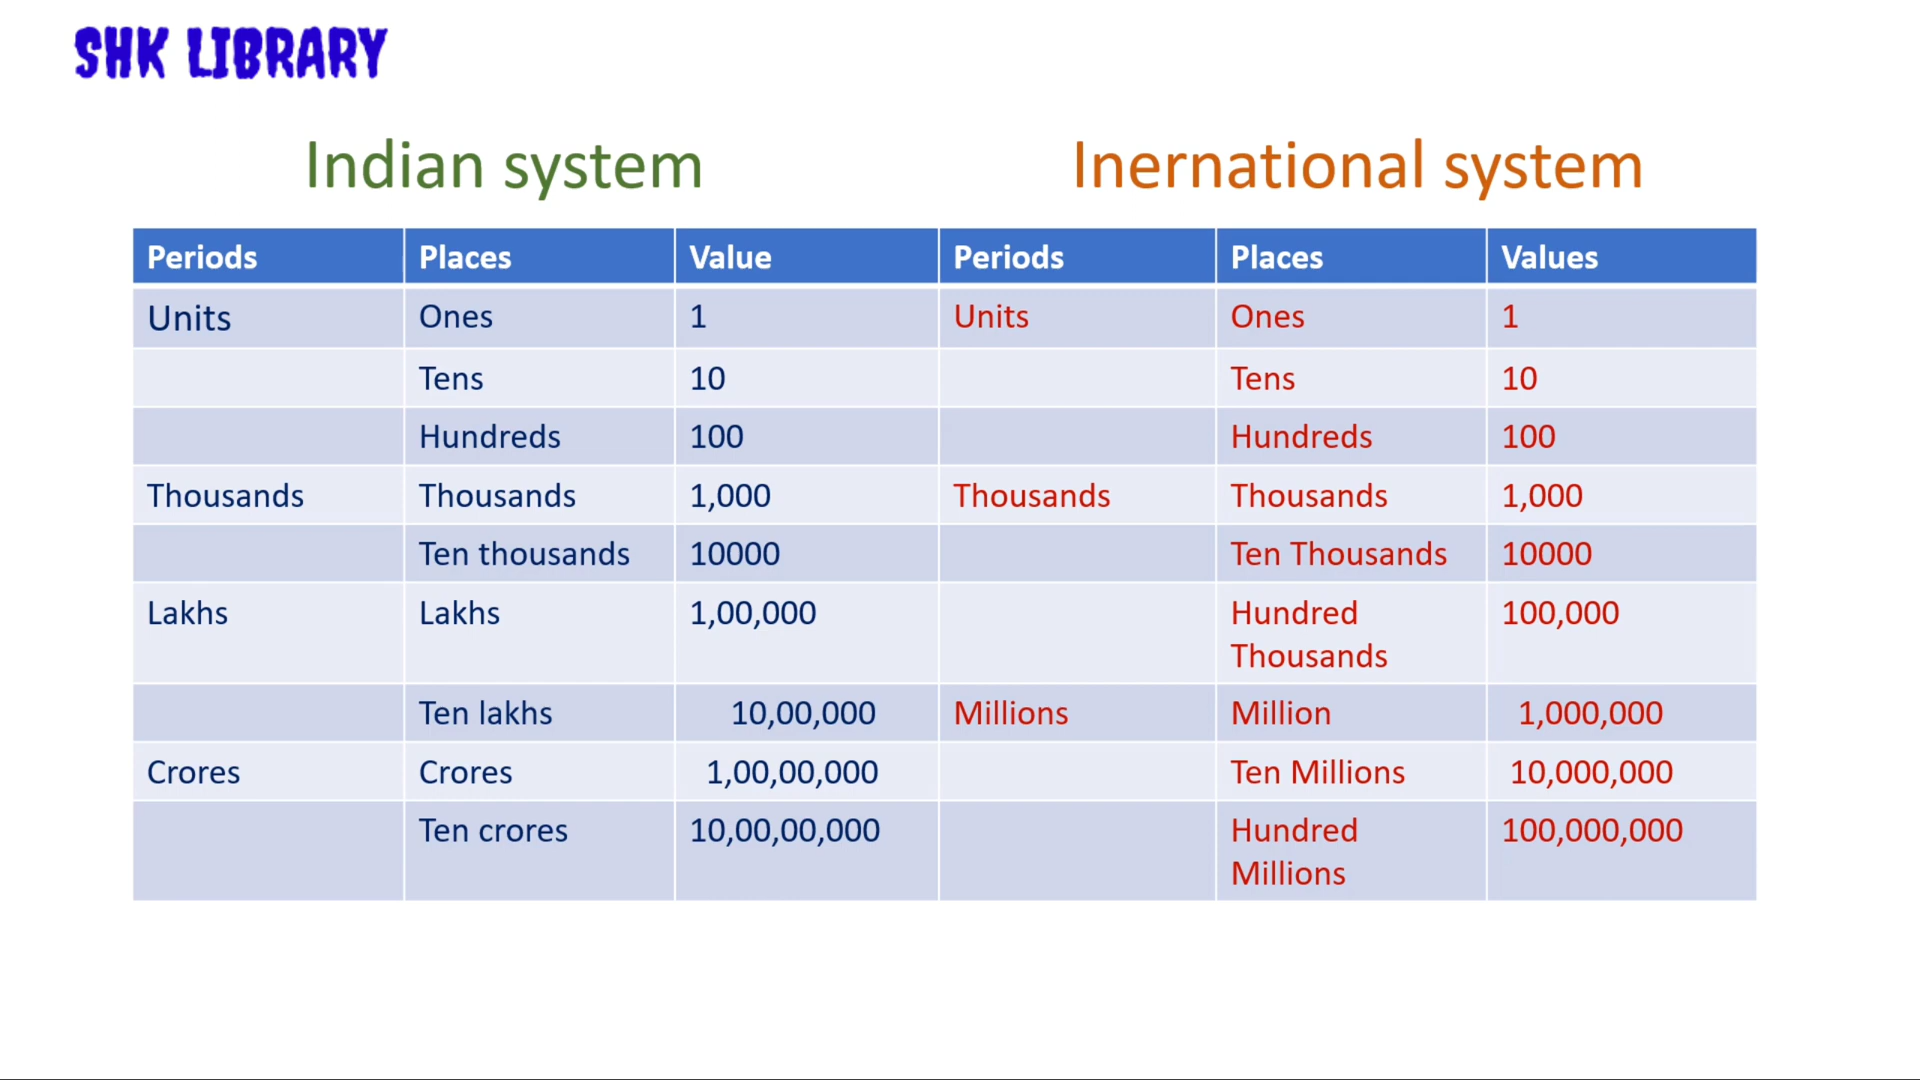 SHK LIBRARY
Indian system Inernational system
Periods Places Value Periods Places Values
Units Ones 1 Units Ones 1
Tens 10 Tens 10
Hundreds 100 Hundreds 100
Thousands Thousands 1,000 Thousands Thousands 1,000
Ten thousands 10000 Ten Thousands 10000
Lakhs Lakhs 1,00,000 Hundred Thousands 100,000
Ten lakhs 10,00,000 Millions Million 1,000,000
Crores Crores 1,00,00,000 Ten Millions 10,000,000
Ten crores 10,00,00,000 Hundred Millions 100,000,000